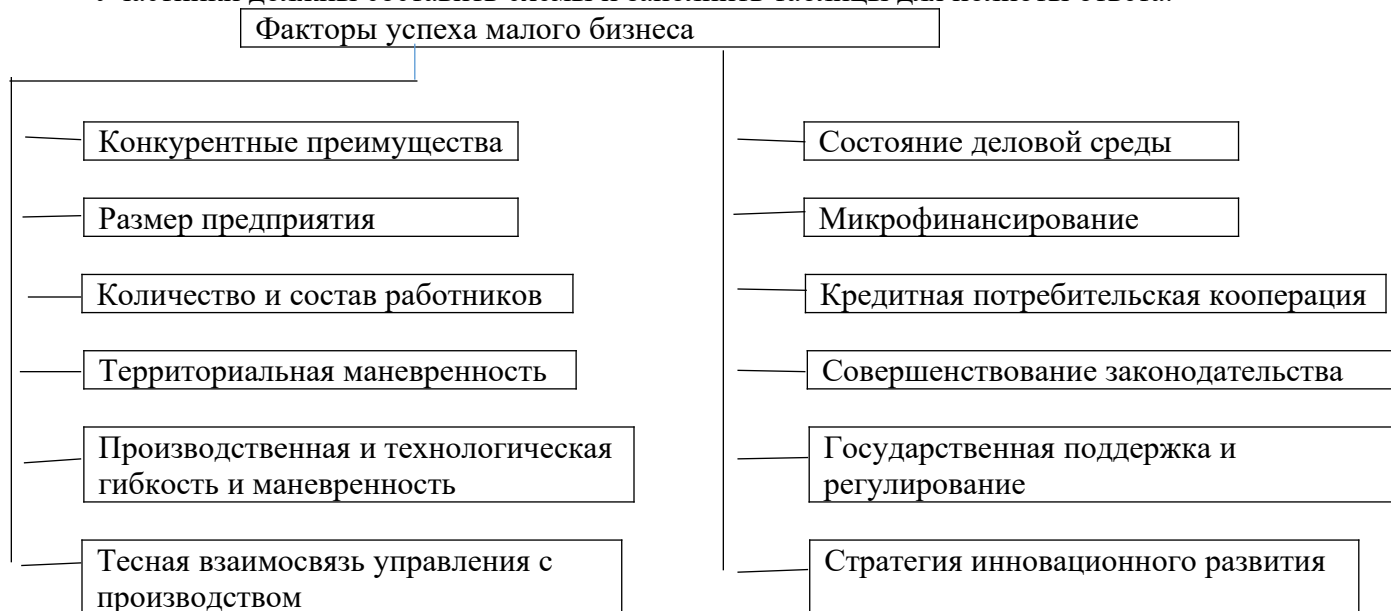 Факторы успеха малого бизнеса
Конкурентные преимущества
Размер предприятия
Количество и состав работников
Территориальная маневренность
Производственная и технологическая
гибкость и маневренность
Тесная взаимосвязь управления с
производством
Состояние деловой среды
Микрофинансирование
Кредитная потребительская кооперация
Совершенствование законодательства
Государственная поддержка и
регулирование
Стратегия инновационного развития